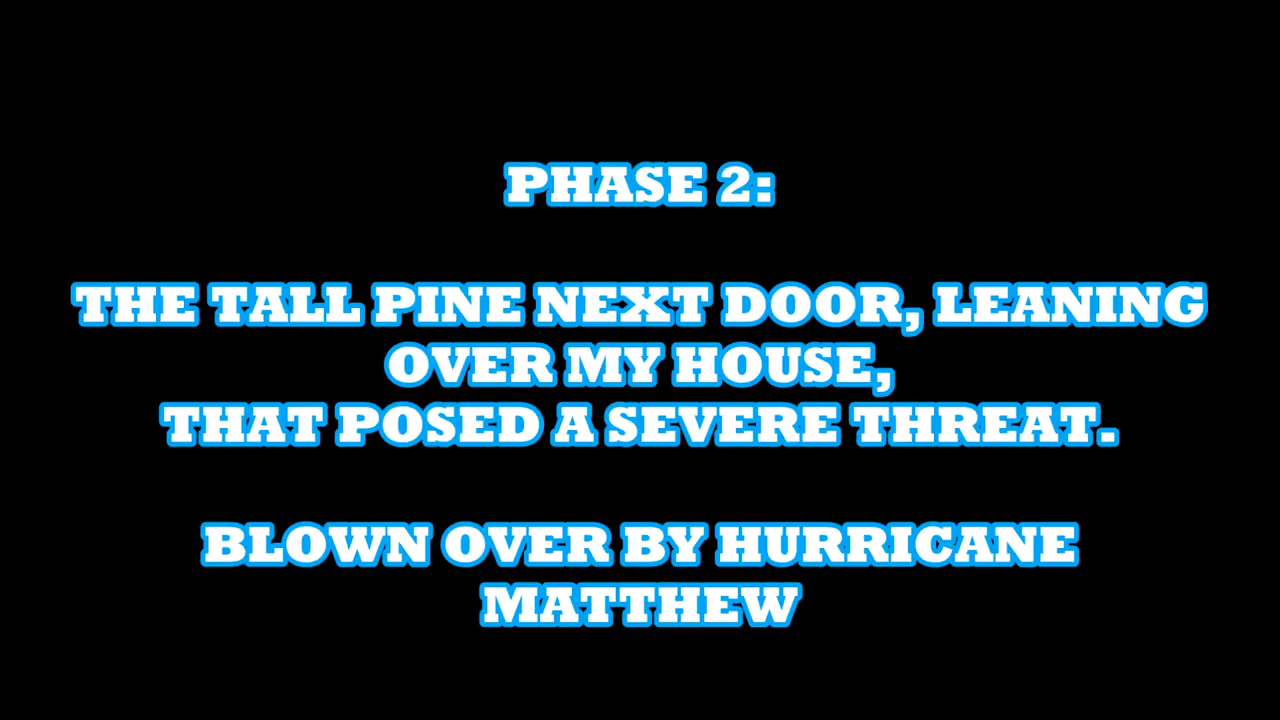 PHASE 2:
THE TALL PINE NEXT DOOR, LEANING
OVER MY HOUSE,
THAT POSED A SEVERE THREAT.
BLOWN OVER BY HURRICANE
MATTHEW